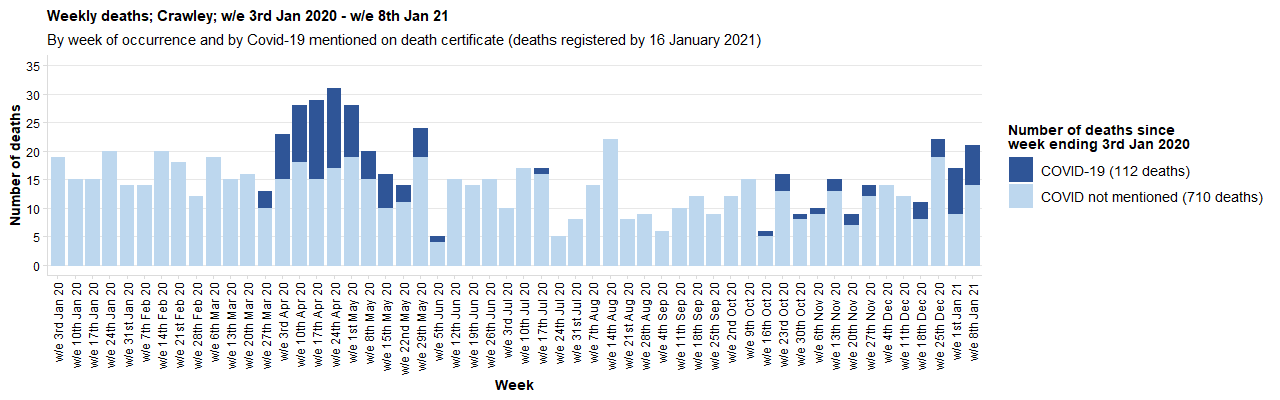 Weekly deaths; Crawley; w/e 3rd Jan 2020 - w/e 8th Jan 21
By week of occurrence and by Covid-19 mentioned on death certificate (deaths registered by 16 January 2021)
Number of deaths
35
30
25
20
15
10
5
0
w/e 3rd Jan 20
w/e 10th Jan 20
w/e 17th Jan 20
w/e 24th Jan 20
w/e 31st Jan 20
w/e 7th Feb 20
w/e 14th Feb 20
w/e 21st Feb 20
w/e 28th Feb 20
w/e 6th Mar 20
w/e 13th Mar 20
w/e 20th Mar 20
w/e 27th Mar 20
w/e 3rd Apr 20
w/e 10th Apr 20
w/e 17th Apr 20
w/e 24th Apr 20
w/e 1st May 20
w/e 8th May 20
w/e 15th May 20
w/e 22nd May 20
w/e 29th May 20
w/e 5th Jun 20
w/e 12th Jun 20
w/e 19th Jun 20
w/e 26th Jun 20
w/e 3rd Jul 20
w/e 10th Jul 20
w/e 17th Jul 20
w/e 24th Jul 20
w/e 31st Jul 20
w/e 7th Aug 20
w/e 14th Aug 20
w/e 21st Aug 20
w/e 28th Aug 20
w/e 4th Sep 20
w/e 11th Sep 20
w/e 18th Sep 20
w/e 25th Sep 20
w/e 2nd Oct 20
w/e 9th Oct 20
w/e 16th Oct 20
w/e 23rd Oct 20
w/e 30th Oct 20
w/e 6th Nov 20
w/e 13th Nov 20
w/e 20th Nov 20
w/e 27th Nov 20
w/e 4th Dec 20
w/e 11th Dec 20
w/e 18th Dec 20
w/e 25th Dec 20
w/e 1st Jan 21
w/e 8th Jan 21
Week
Number of deaths since
week ending 3rd Jan 2020
COVID-19 (112 deaths)
COVID not mentioned (710 deaths)